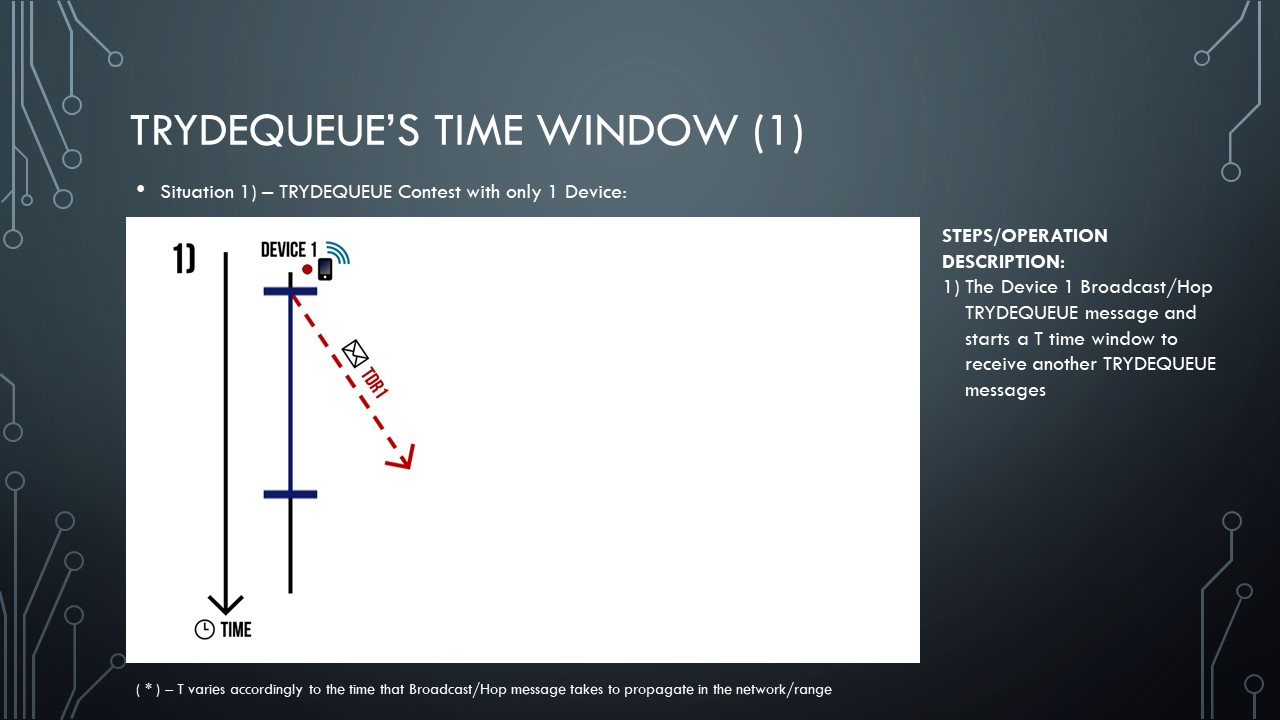 TRYDEQUEUE’S TIME WINDOW (1)
• Situation 1) – TRYDEQUEUE Contest with only 1 Device:
1)
DEVICE 1
TDR1
TIME
STEPS/OPERATION
DESCRIPTION:
1) The Device 1 Broadcast/Hop
TRYDEQUEUE message and
starts a T time window to
receive another TRYDEQUEUE
messages
( * ) – T varies accordingly to the time that Broadcast/Hop message takes to propagate in the network/range